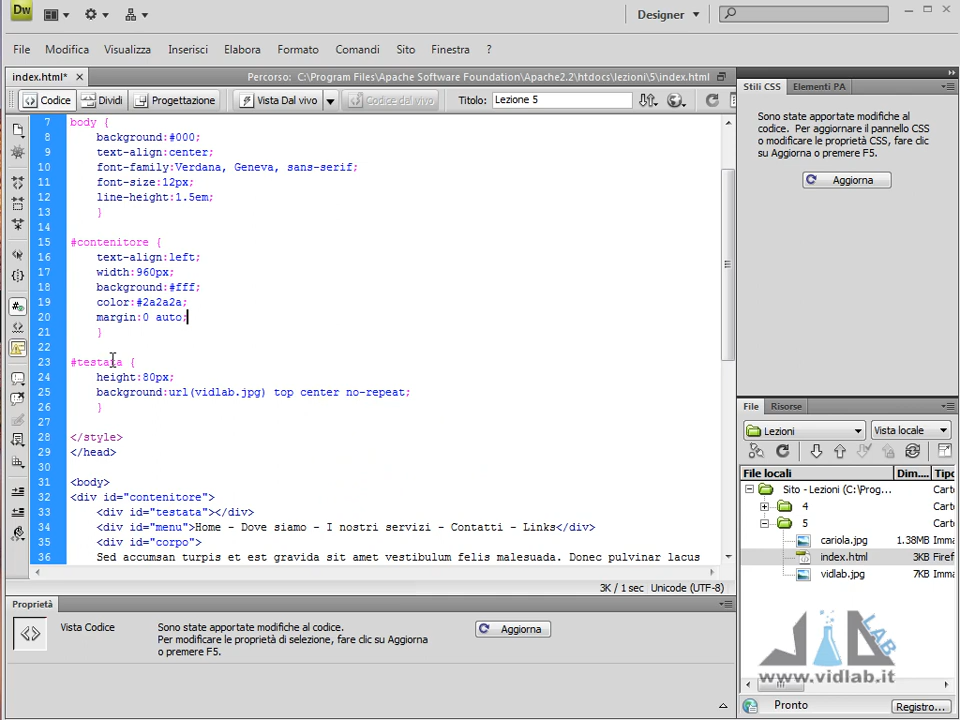 Dw
Designer
File Modifica Visualizza Inserisci Elabora Formato Comandi Sito Finestra ?
index.html* Percorso: C:\Program Files\Apache Software Foundation\Apache2.2\htdocs\lezioni\5\index.html
Codice Dividi Progettazione Vista Dal vivo Codice dal vivo Titolo: Lezione 5
7 body {
8 background:#000;
9 text-align:center;
10 font-family:Verdana, Geneva, sans-serif;
11 font-size:12px;
12 line-height:1.5em;
13 }
14
15 #contenitore {
16 text-align:left;
17 width:960px;
18 background:#fff;
19 color:#2a2a2a;
20 margin:0 auto;
21 }
22
23 #testata {
24 height:80px;
25 background:url(vidlab.jpg) top center no-repeat;
26 }
27
28 </style>
29 </head>
30
31 <body>
32 <div id="contenitore">
33 <div id="testata"></div>
34 <div id="menu">Home - Dove siamo - I nostri servizi - Contatti - Links</div>
35 <div id="corpo">
36 Sed accumsan turpis et est gravida sit amet vestibulum felis malesuada. Donec pulvinar lacus
3K / 1 sec Unicode (UTF-8)
Proprietà
Vista Codice
Sono state apportate modifiche al codice.
Per modificare le proprietà di selezione, fare clic su Aggiorna
o premere F5.
Aggiorna
Stili CSS Elementi PA
Sono state apportate modifiche al
codice. Per aggiornare il pannello CSS
o modificare le proprietà CSS, fare clic
su Aggiorna o premere F5.
Aggiorna
File Risorse
Lezioni Vista locale
File locali Dim... Tipo
Sito - Lezioni (C:\Prog... Carto
4 Carto
5 Carto
cariola.jpg 1.38MB Imma
index.html 3KB Firef
vidlab.jpg 7KB Imma
LAB
www.vidlab.it
Pronto Registro...